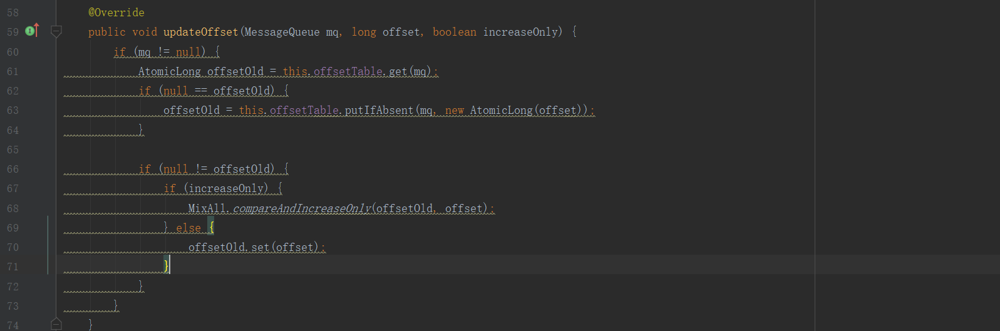 58 @Override
59 public void updateOffset(MessageQueue mq, long offset, boolean increaseOnly) {
60 if (mq != null) {
61 AtomicLong offsetOld = this.offsetTable.get(mq);
62 if (null == offsetOld) {
63 offsetOld = this.offsetTable.putIfAbsent(mq, new AtomicLong(offset));
64 }
65
66 if (null != offsetOld) {
67 if (increaseOnly) {
68 MixAll.compareAndIncreaseOnly(offsetOld, offset);
69 } else {
70 offsetOld.set(offset);
71 }
72 }
73 }
74 }